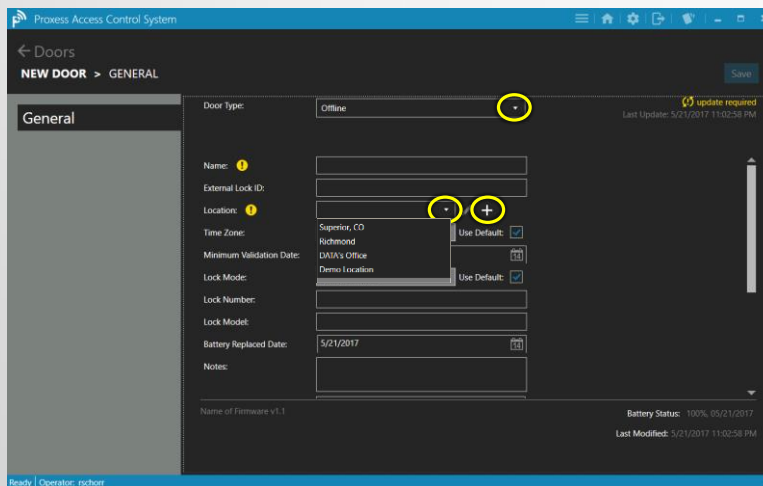 Proxess Access Control System
Doors
NEW DOOR > GENERAL
Save
General
Door Type: Offline
update required
Last Update: 5/21/2017 11:02:58 PM
Name:
External Lock ID:
Location:
Superior, CO
Time Zone: Use Default:
Richmond
DATA's Office
Minimum Validation Date: 14
Demo Location
Lock Mode: Use Default:
Lock Number:
Lock Model:
Battery Replaced Date: 5/21/2017 14
Notes:
Name of Firmware v1.1
Battery Status: 100%, 05/21/2017
Last Modified: 5/21/2017 11:02:58 PM
Ready Operator: rschorr